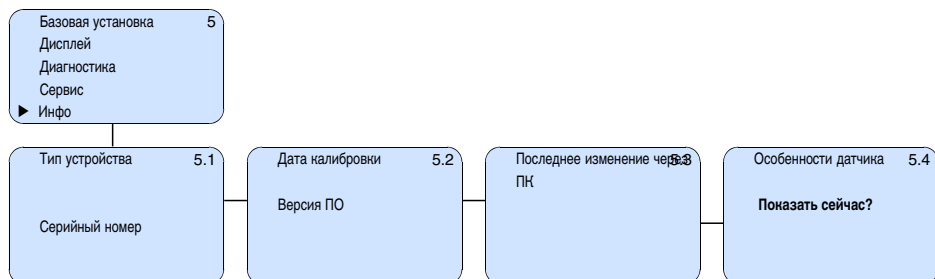 Базовая установка 5
Дисплей
Диагностика
Сервис
▶ Инфо
Тип устройства 5.1
Серийный номер
Дата калибровки 5.2
Версия ПО
Последнее изменение через 5.3
ПК
Особенности датчика 5.4
Показать сейчас?